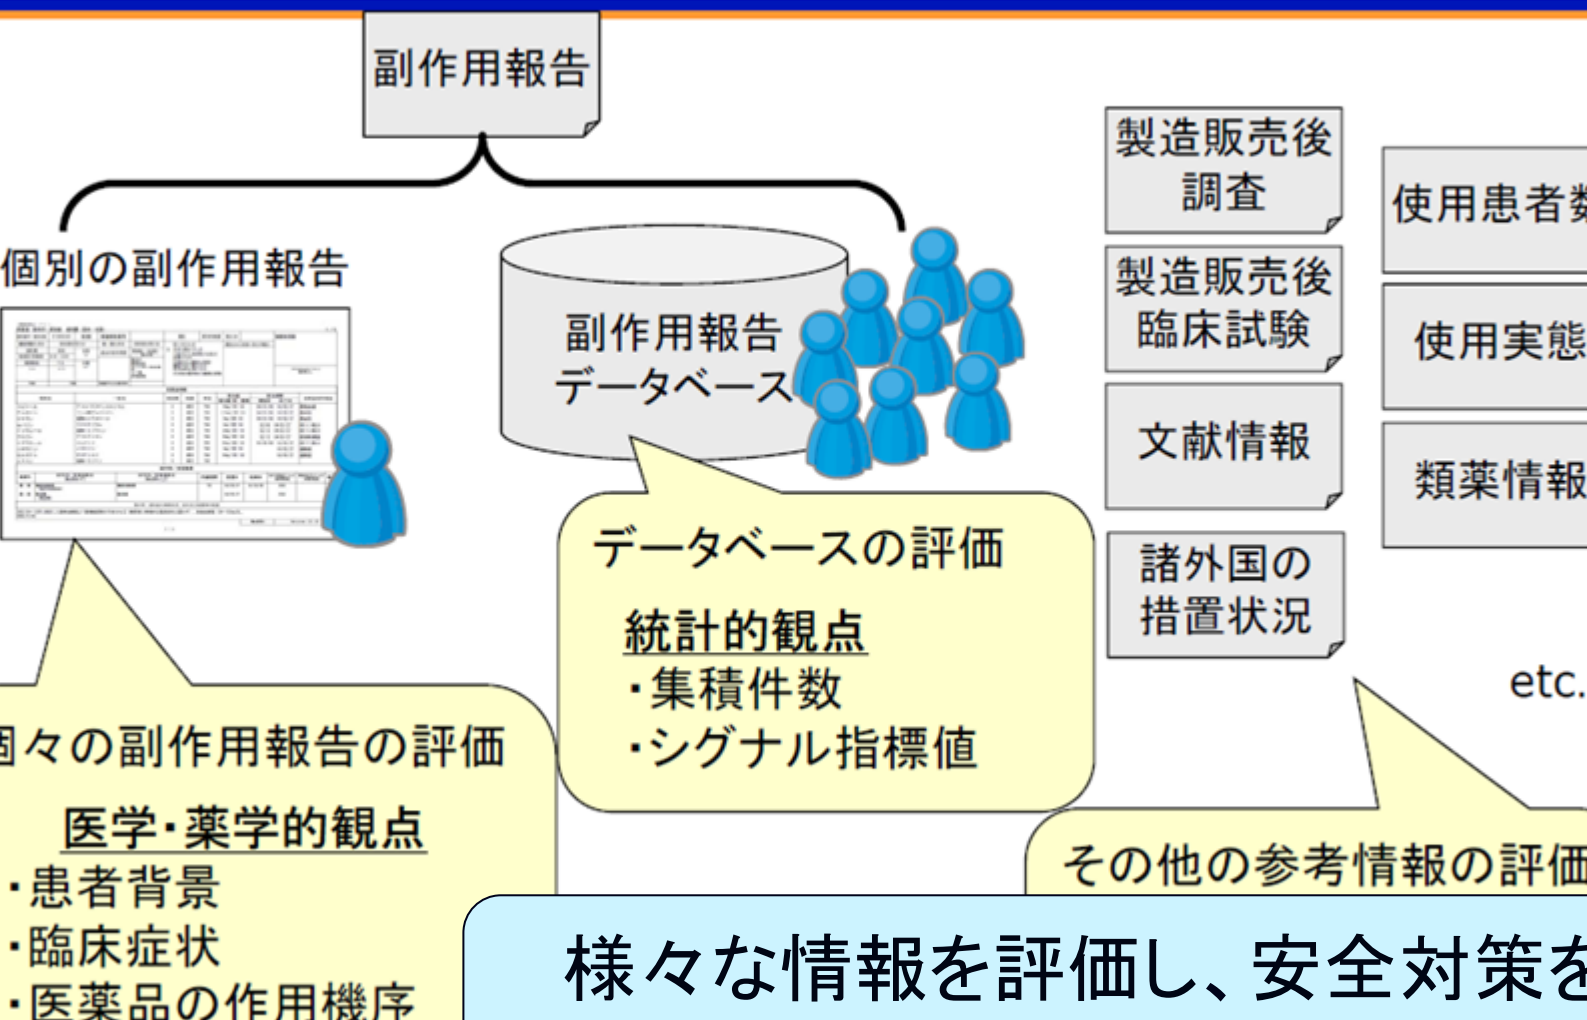 副作用報告
個別の副作用報告
副作用報告
データベース
製造販売後
調査
製造販売後
臨床試験
文献情報
諸外国の
措置状況
使用患者数
使用実態
類薬情報
etc.
データベースの評価
統計的観点
・集積件数
・シグナル指標値
個々の副作用報告の評価
医学・薬学的観点
・患者背景
・臨床症状
・医薬品の作用機序
その他の参考情報の評価
様々な情報を評価し、安全対策を